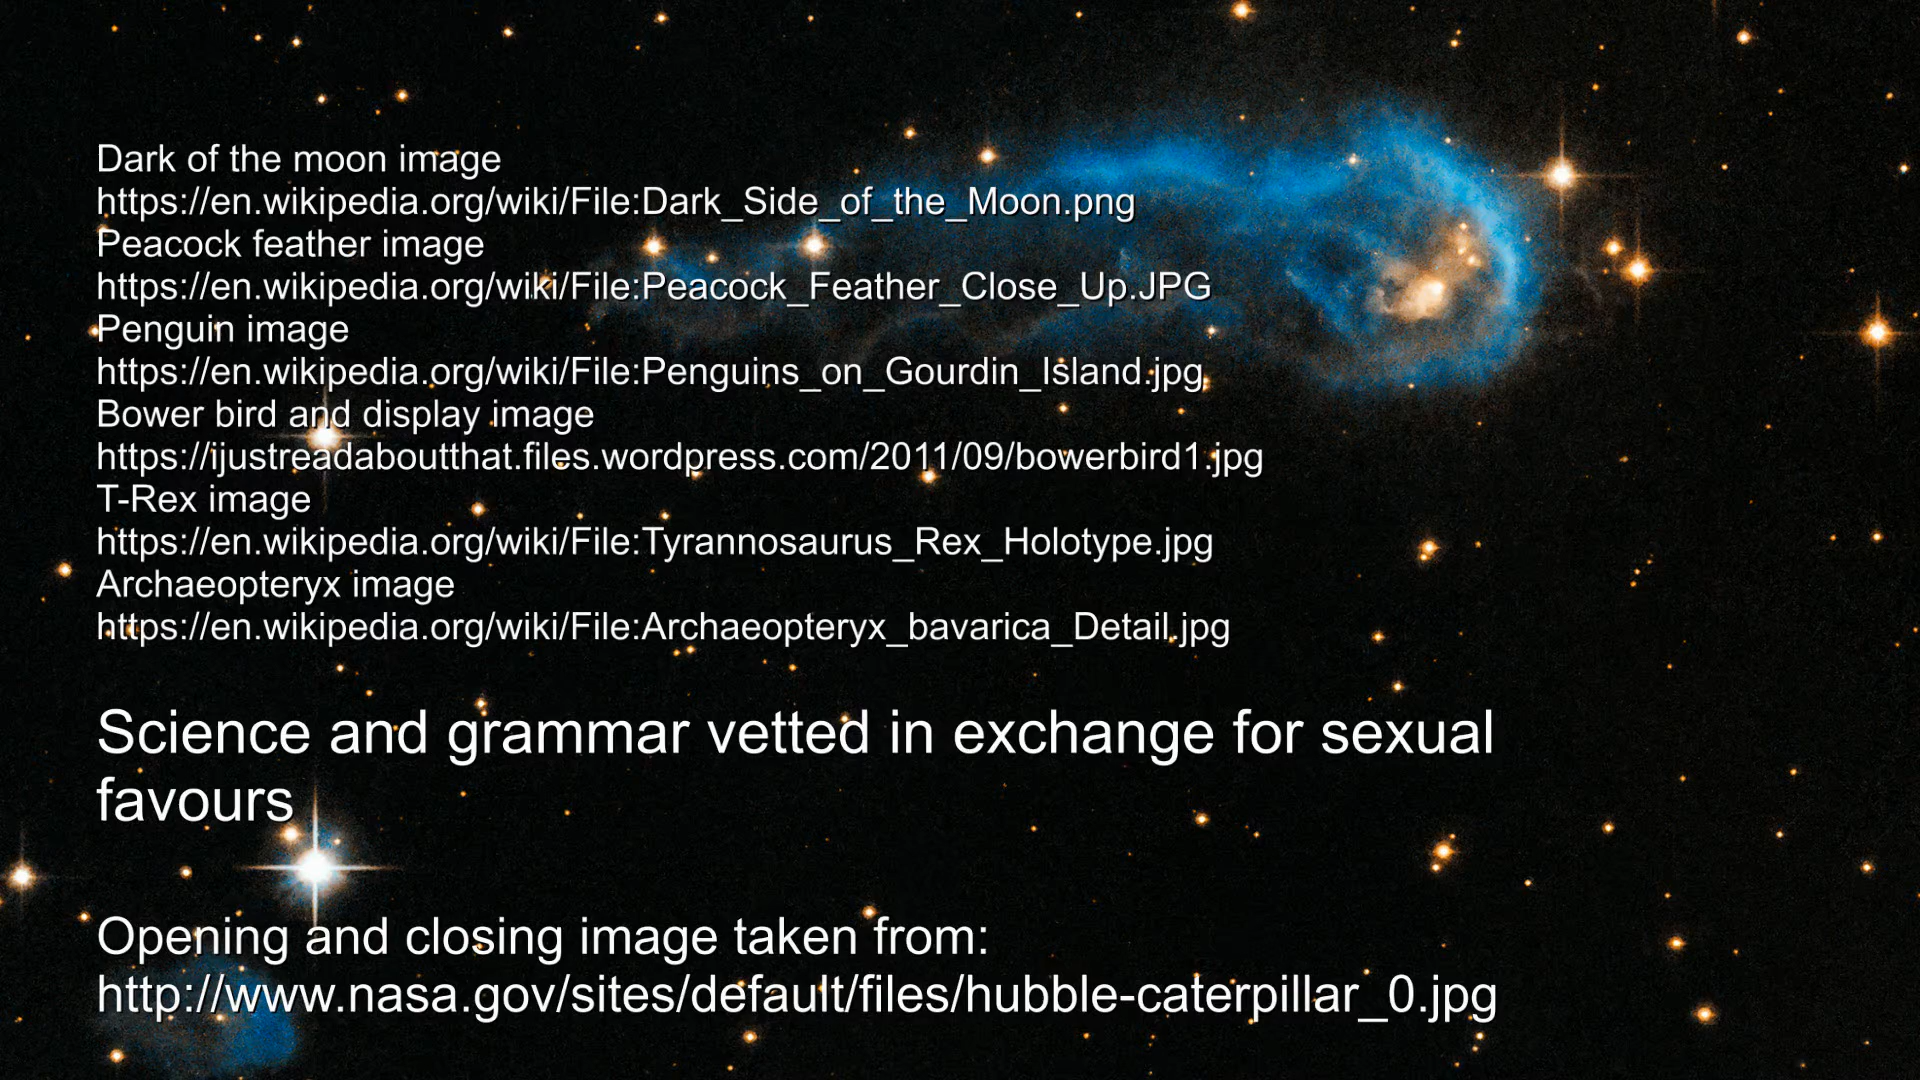 Dark of the moon image
https://en.wikipedia.org/wiki/File:Dark_Side_of_the_Moon.png
Peacock feather image
https://en.wikipedia.org/wiki/File:Peacock_Feather_Close_Up.JPG
Penguin image
https://en.wikipedia.org/wiki/File:Penguins_on_Gourdin_Island.jpg
Bower bird and display image
https://ijustreadaboutthat.files.wordpress.com/2011/09/bowerbird1.jpg
T-Rex image
https://en.wikipedia.org/wiki/File:Tyrannosaurus_Rex_Holotype.jpg
Archaeopteryx image
https://en.wikipedia.org/wiki/File:Archaeopteryx_bavarica_Detail.jpg
Science and grammar vetted in exchange for sexual
favours
Opening and closing image taken from:
http://www.nasa.gov/sites/default/files/hubble-caterpillar_0.jpg